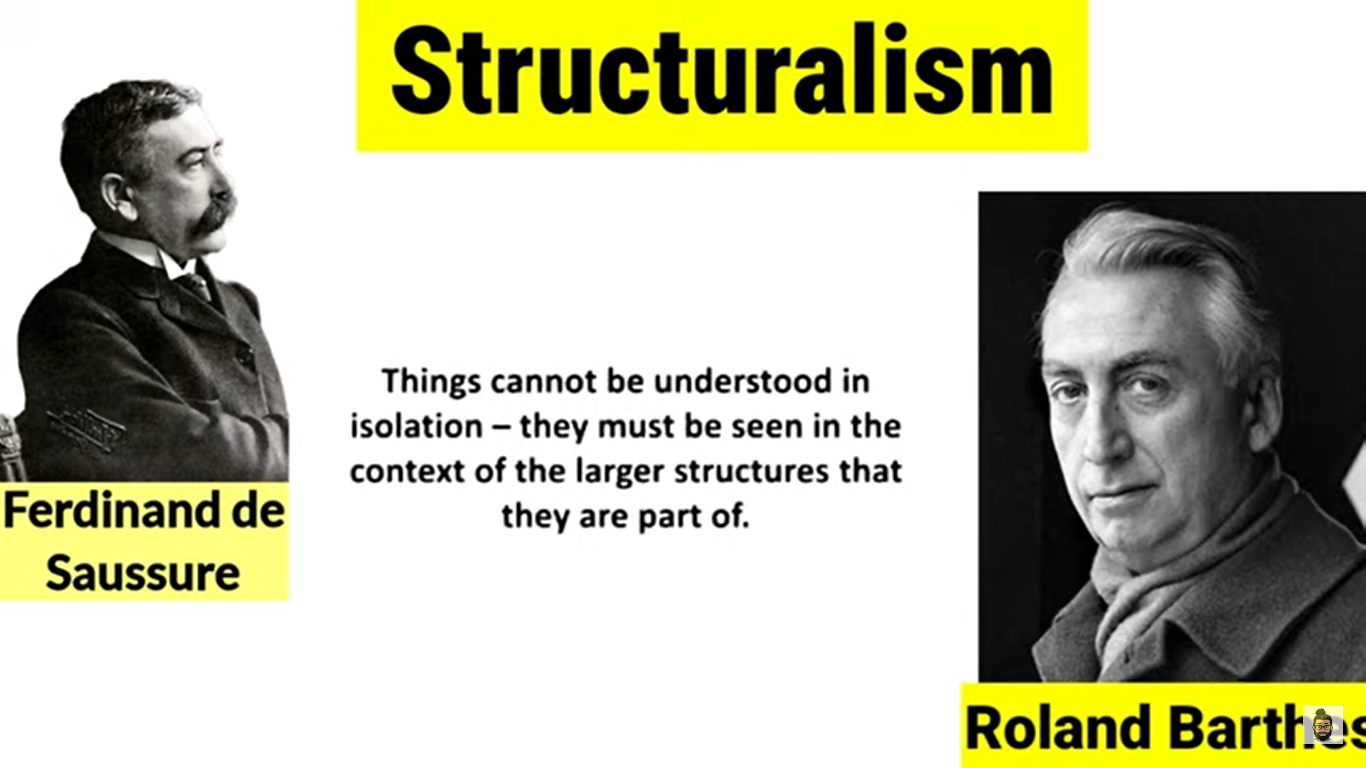 Structuralism
Things cannot be understood in
isolation – they must be seen in the
context of the larger structures that
they are part of.
Ferdinand de
Saussure
Roland Barthes